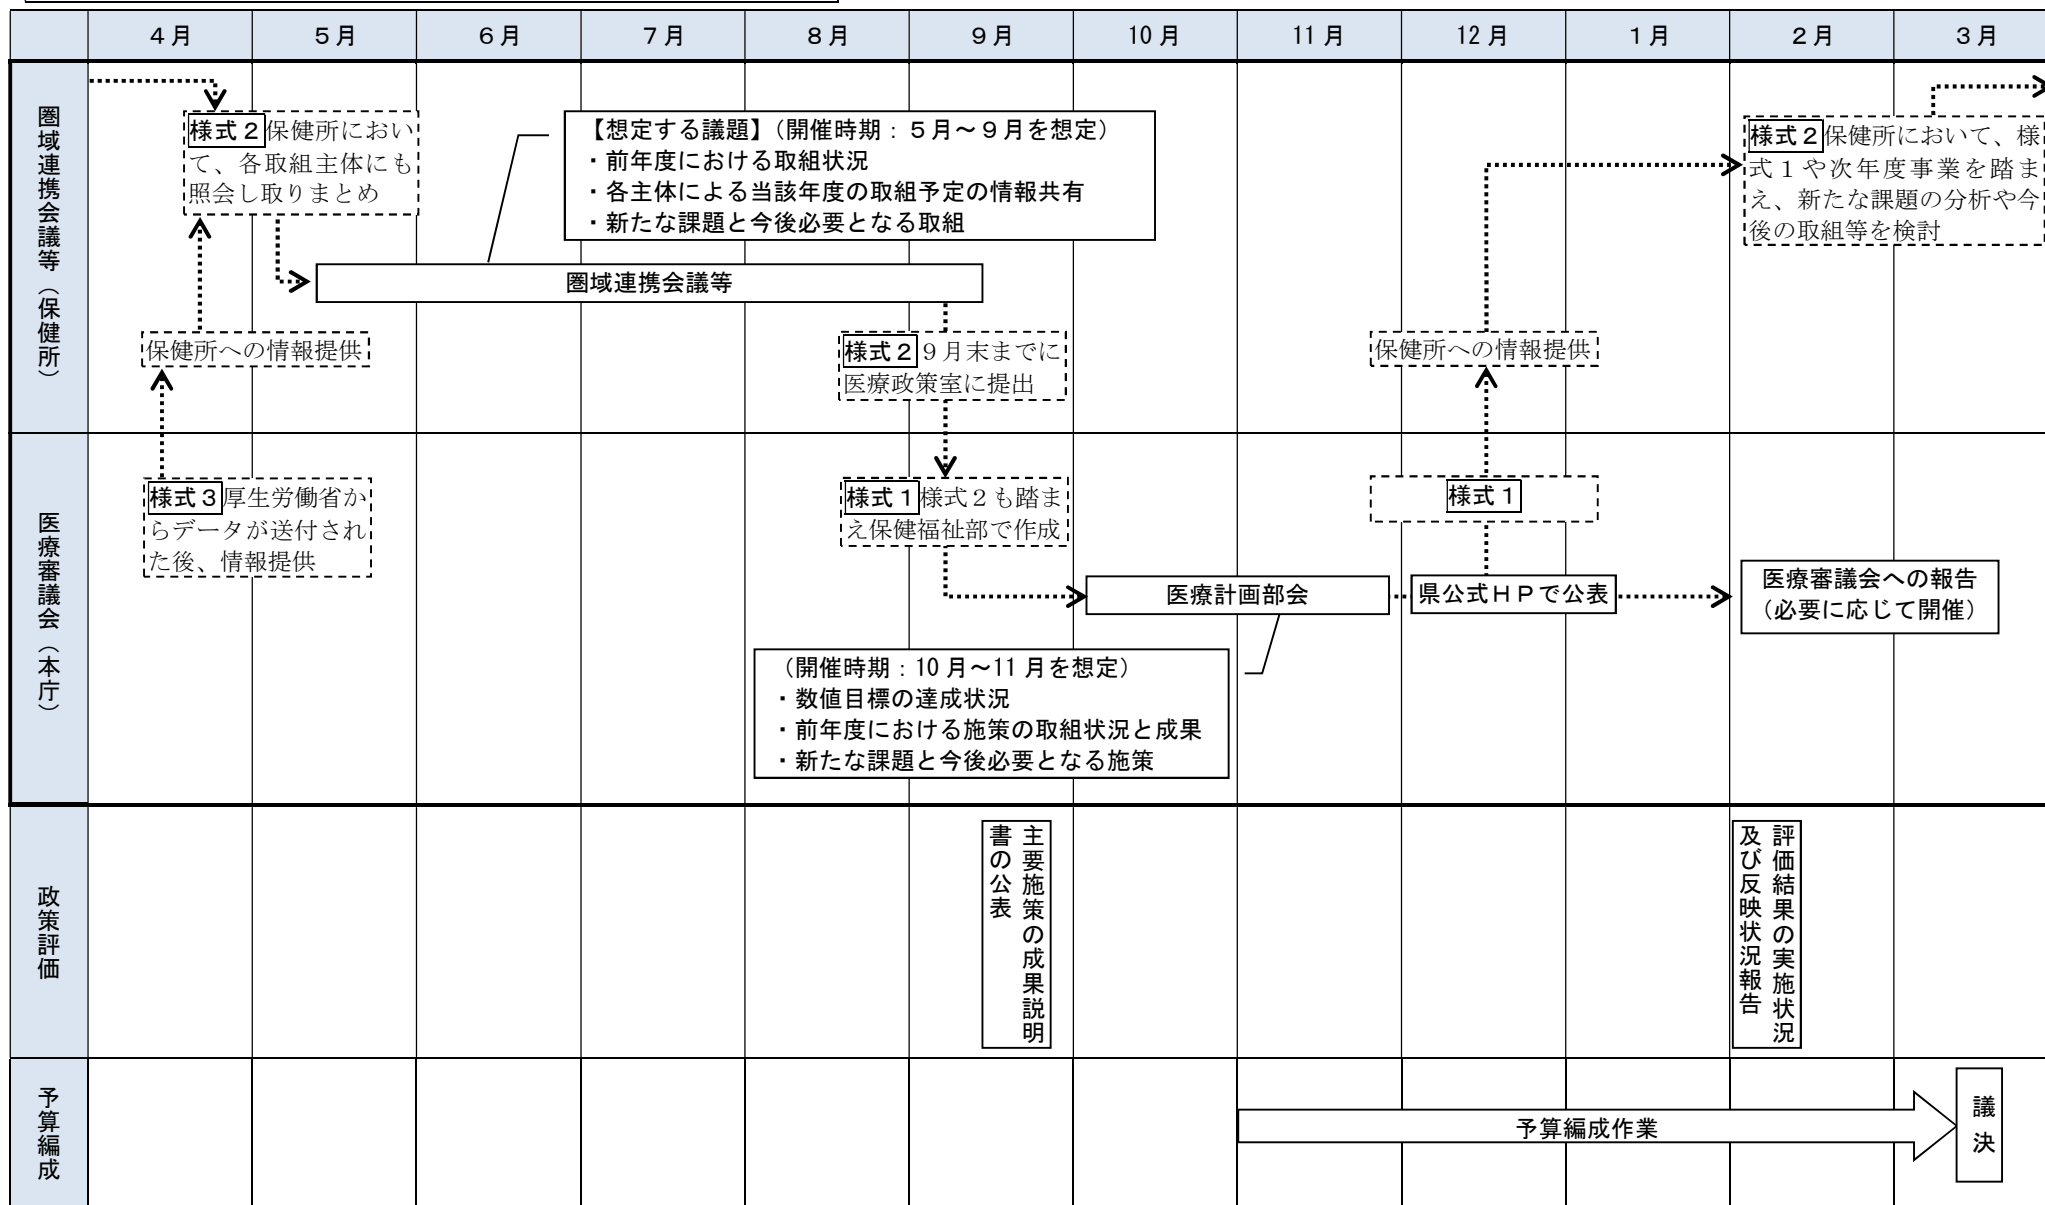 ４月
５月
６月
７月
８月
９月
10月
11月
12月
１月
２月
３月
圏域連携会議等（保健所）
様式２ 保健所におい
て、各取組主体にも
照会し取りまとめ
【想定する議題】（開催時期：５月～９月を想定）
・前年度における取組状況
・各主体による当該年度の取組予定の情報共有
・新たな課題と今後必要となる取組
様式２ 保健所において、様
式１や次年度事業を踏ま
え、新たな課題の分析や今
後の取組等を検討
圏域連携会議等
保健所への情報提供
様式２ ９月末までに
医療政策室に提出
保健所への情報提供
医療審議会（本庁）
様式３ 厚生労働省か
らデータが送付され
た後、情報提供
様式１ 様式２も踏ま
え保健福祉部で作成
様式１
医療計画部会
県公式ＨＰで公表
医療審議会への報告
（必要に応じて開催）
（開催時期：10月～11月を想定）
・数値目標の達成状況
・前年度における施策の取組状況と成果
・新たな課題と今後必要となる施策
政策評価
主要施策の成果説明
書の公表
評価結果の実施状況
及び反映状況報告
予算編成
予算編成作業
議決